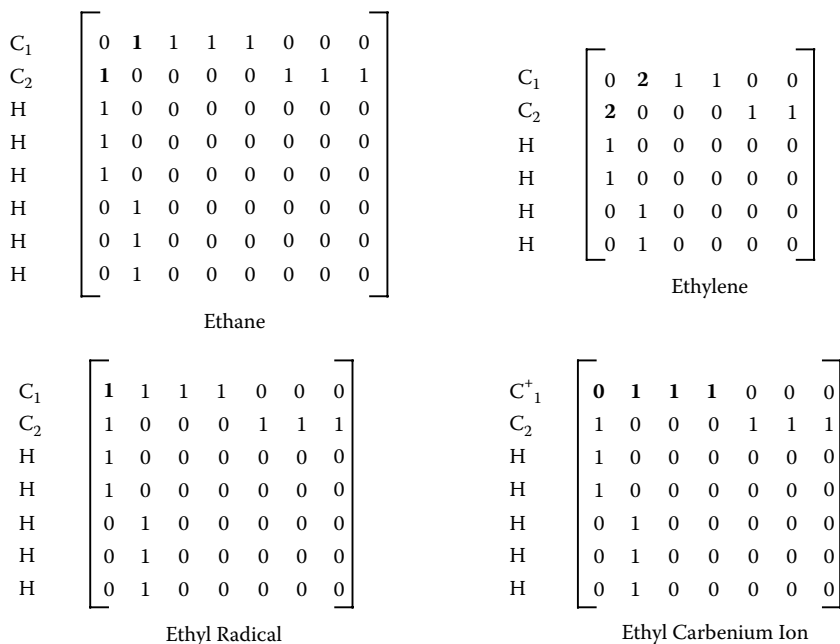 C₁ 0 1 1 1 1 0 0 0
C₂ 1 0 0 0 0 1 1 1
H 1 0 0 0 0 0 0 0
H 1 0 0 0 0 0 0 0
H 1 0 0 0 0 0 0 0
H 0 1 0 0 0 0 0 0
H 0 1 0 0 0 0 0 0
H 0 1 0 0 0 0 0 0
Ethane
C₁ 0 2 1 1 0 0
C₂ 2 0 0 0 1 1
H 1 0 0 0 0 0
H 1 0 0 0 0 0
H 0 1 0 0 0 0
H 0 1 0 0 0 0
Ethylene
C₁ 1 1 1 1 0 0 0
C₂ 1 0 0 0 1 1 1
H 1 0 0 0 0 0 0
H 1 0 0 0 0 0 0
H 0 1 0 0 0 0 0
H 0 1 0 0 0 0 0
H 0 1 0 0 0 0 0
Ethyl Radical
C⁺₁ 0 1 1 1 0 0 0
C₂ 1 0 0 0 1 1 1
H 1 0 0 0 0 0 0
H 1 0 0 0 0 0 0
H 0 1 0 0 0 0 0
H 0 1 0 0 0 0 0
H 0 1 0 0 0 0 0
Ethyl Carbenium Ion